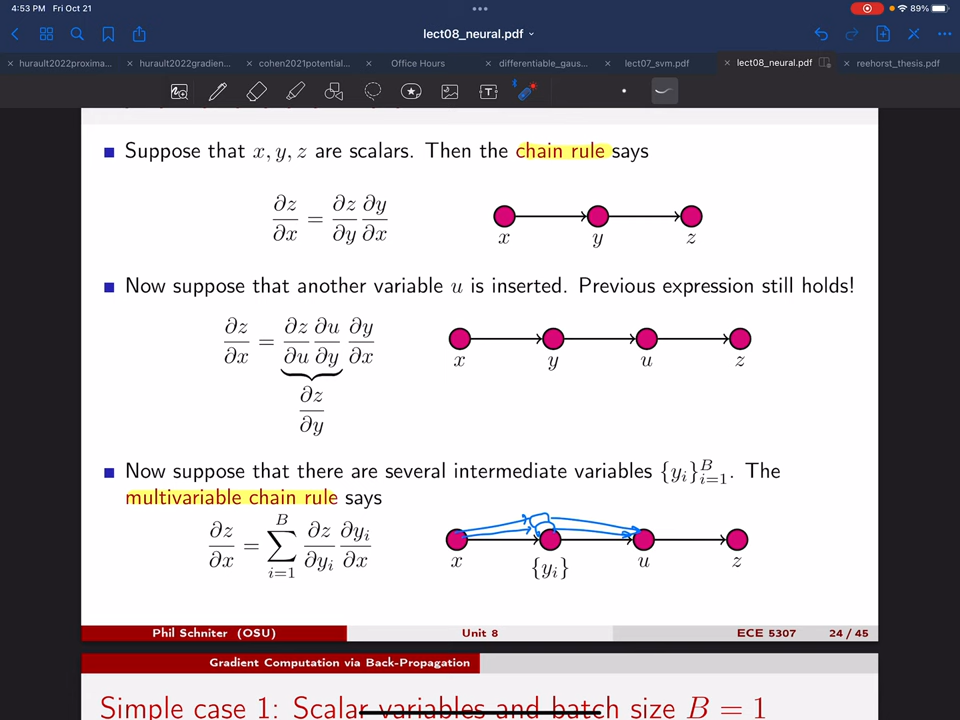 4:53 PM Fri Oct 21
89%
lect08_neural.pdf
hurault2022proxima...
hurault2022gradien...
cohen2021potential...
Office Hours
differentiable_gaus...
lect07_svm.pdf
lect08_neural.pdf
reehorst_thesis.pdf
Suppose that x, y, z are scalars. Then the chain rule says
∂z/∂x = ∂z/∂y ∂y/∂x
x y z
Now suppose that another variable u is inserted. Previous expression still holds!
∂z/∂x = ∂z/∂u ∂u/∂y ∂y/∂x
∂z/∂y
x y u z
Now suppose that there are several intermediate variables {y_i}_{i=1}^B. The
multivariable chain rule says
∂z/∂x = ∑_{i=1}^B ∂z/∂y_i ∂y_i/∂x
x {y_i} u z
Phil Schniter (OSU) Unit 8 ECE 5307 24 / 45
Gradient Computation via Back-Propagation
Simple case 1: Scalar variables and batch size B = 1